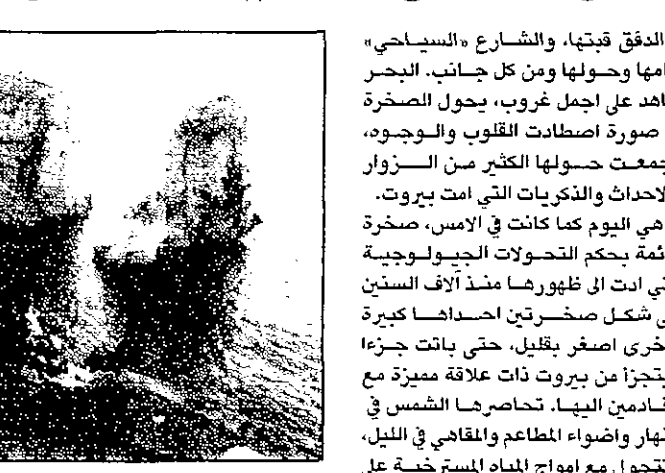 الدفق قبتها، والشارع «السياحي»
امها وحولها ومن كل جانب. البحر
اهد على اجمل غروب، يحول الصخرة
صورة اصطادت القلوب والوجوه،
جمعت حولها الكثير من الزوار
لاحداث والذكريات التي امت بيروت.
هي اليوم كما كانت في الامس، صخرة
ئمة بحكم التحولات الجيولوجية
تي ادت الى ظهورها منذ آلاف السنين
ى شكل صخرتين احداها كبيرة
خرى اصغر بقليل، حتى باتت جزءا
يتجزأ من بيروت ذات علاقة مميزة مع
قادمين اليها. تحاصرها الشمس في
نهار واضواء المطاعم والمقاهي في الليل،
تتجول مع امواج المياه المسترخية على